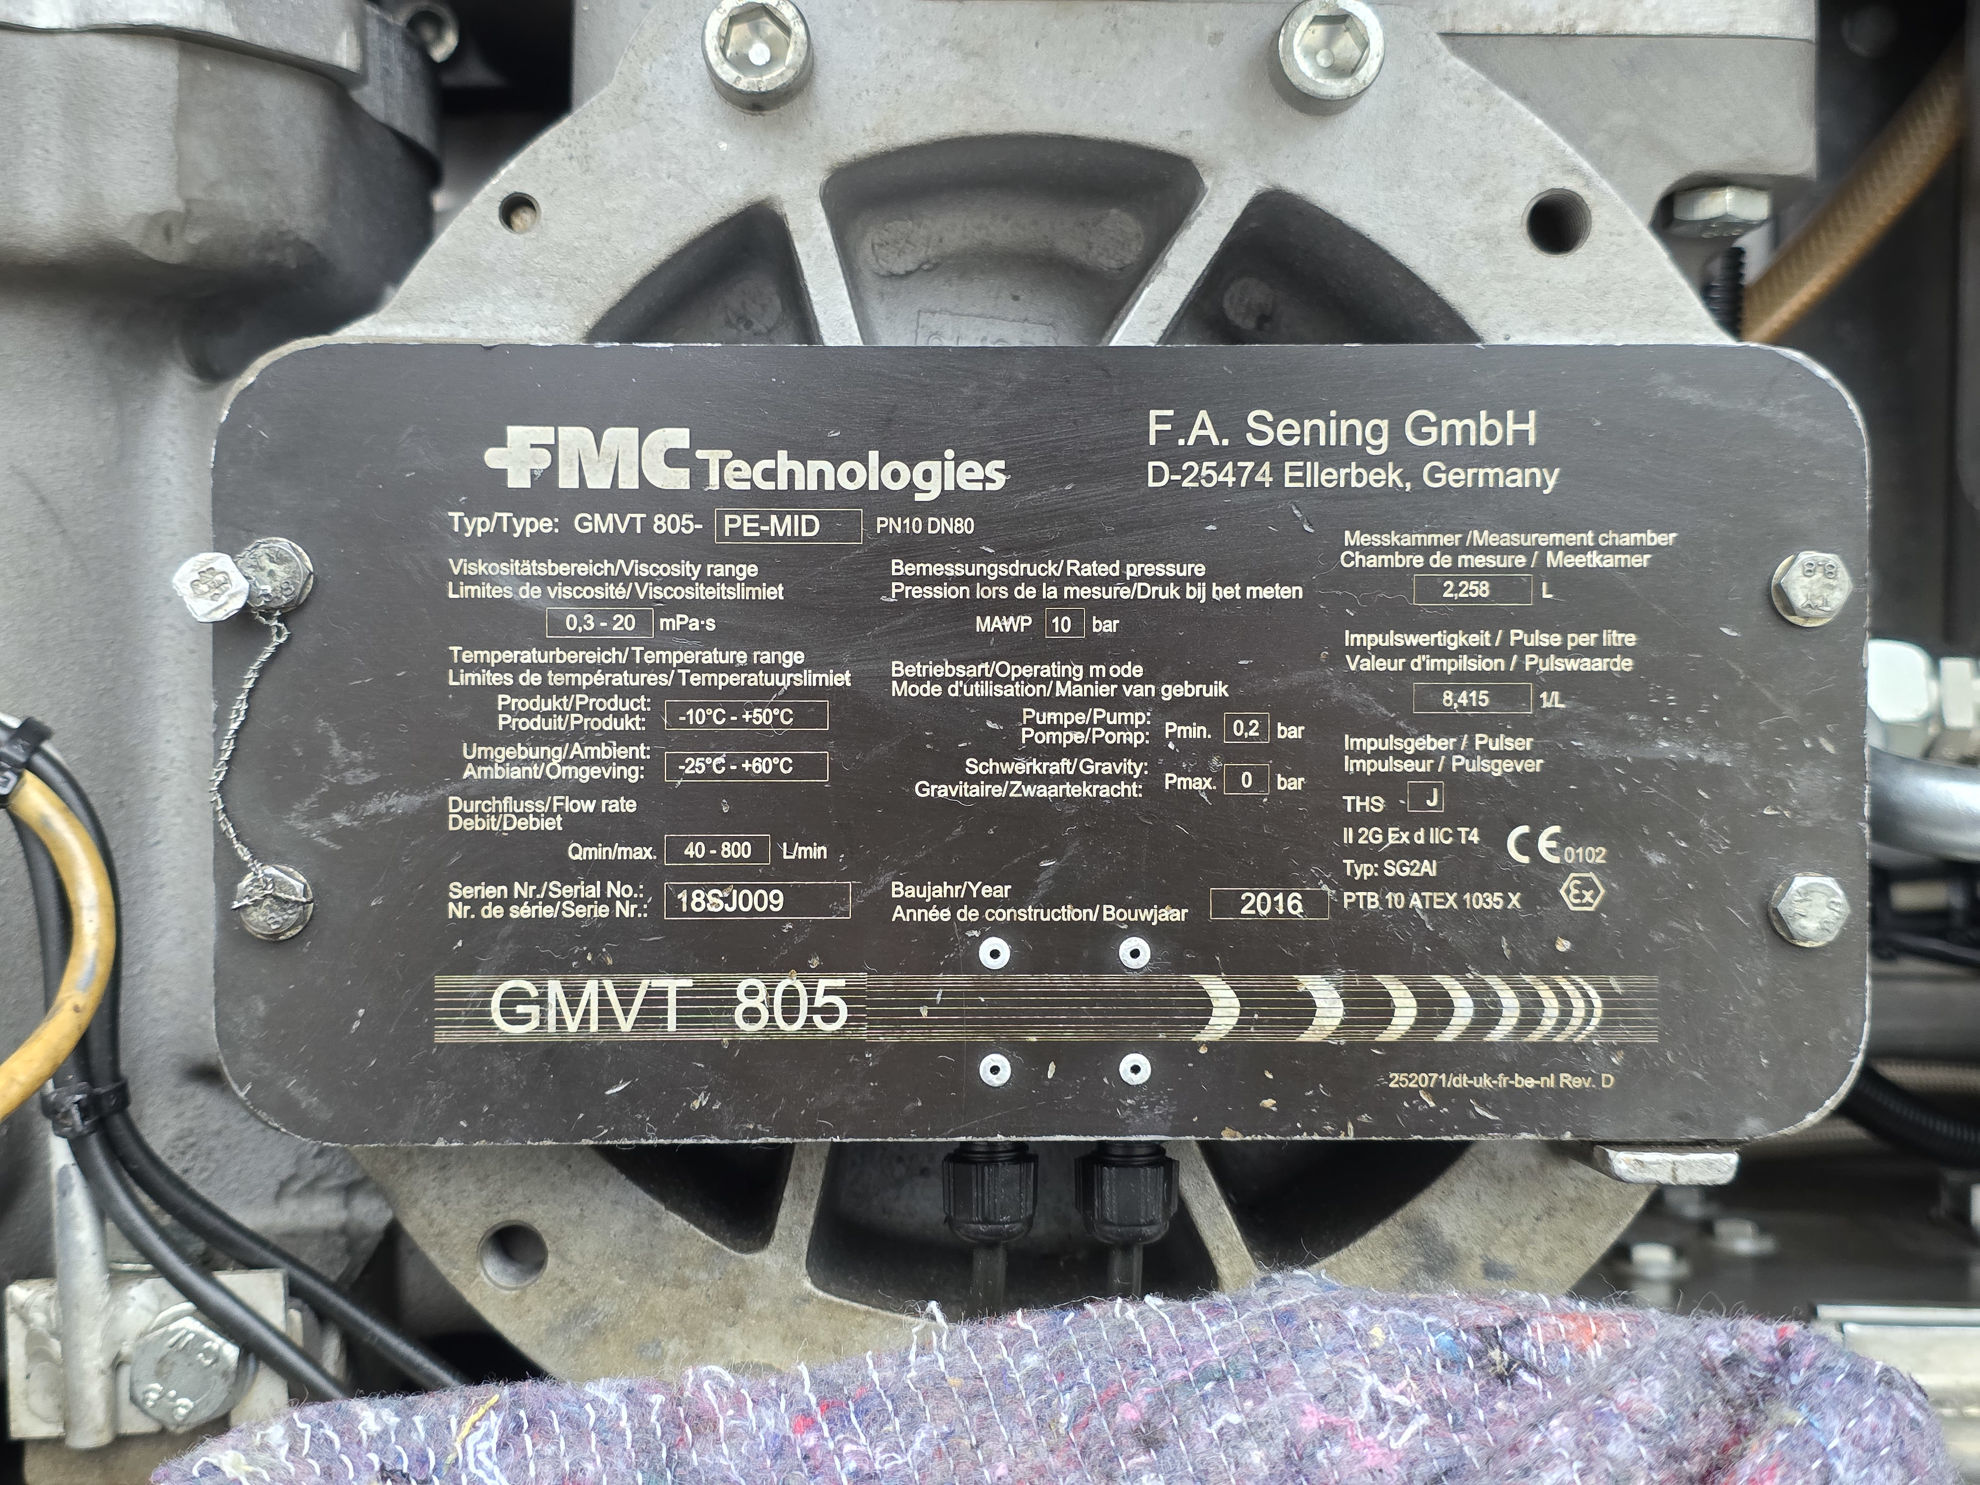 FMC Technologies
F.A. Sening GmbH
D-25474 Ellerbek, Germany
Typ/Type: GMVT 805- PE-MID PN10 DN80
Viskositätsbereich/Viscosity range
Limites de viscosité/Viscositeitslimiet
0,3 - 20 mPa·s
Temperaturbereich/Temperature range
Limites de températures/Temperatuurslimiet
Produkt/Product:
Produit/Produkt:
-10°C - +50°C
Umgebung/Ambient:
Ambiant/Omgeving:
-25°C - +60°C
Durchfluss/Flow rate
Debit/Debiet
Qmin/max. 40 - 800 L/min
Serien Nr./Serial No.:
Nr. de série/Serie Nr.:
18SJ009
Bemessungsdruck/Rated pressure
Pression lors de la mesure/Druk bij het meten
MAWP 10 bar
Betriebsart/Operating mode
Mode d'utilisation/Manier van gebruik
Pumpe/Pump:
Pompe/Pomp:
Pmin. 0,2 bar
Schwerkraft/Gravity:
Gravitaire/Zwaartekracht:
Pmax. 0 bar
Baujahr/Year
Année de construction/Bouwjaar
2016
Messkammer/Measurement chamber
Chambre de mesure / Meetkamer
2,258 L
Impulswertigkeit / Pulse per litre
Valeur d'impilsion / Pulswaarde
8,415 1/L
Impulsgeber / Pulser
Impulseur / Pulsgever
THS J
II 2G Ex d IIC T4
CE 0102
Typ: SG2AI
PTB 10 ATEX 1035 X
Ex
GMVT 805
252071/dt-uk-fr-be-nl Rev. D
8.8